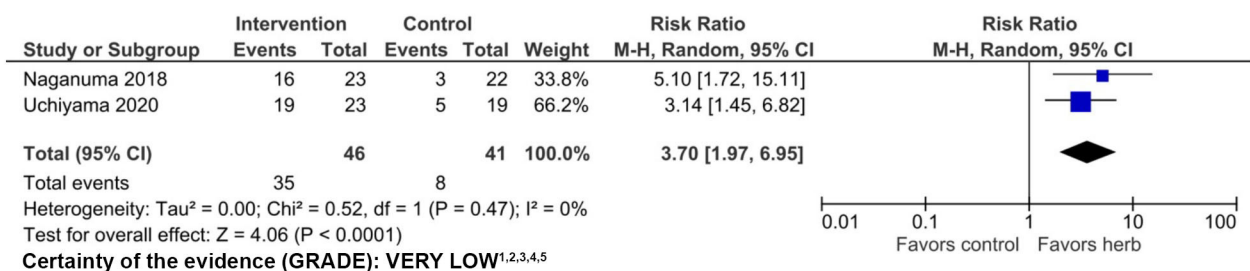 Intervention Control Risk Ratio Risk Ratio
Study or Subgroup Events Total Events Total Weight M-H, Random, 95% CI M-H, Random, 95% CI
Naganuma 2018 16 23 3 22 33.8% 5.10 [1.72, 15.11]
Uchiyama 2020 19 23 5 19 66.2% 3.14 [1.45, 6.82]
Total (95% CI) 46 41 100.0% 3.70 [1.97, 6.95]
Total events 35 8
Heterogeneity: Tau² = 0.00; Chi² = 0.52, df = 1 (P = 0.47); I² = 0%
0.01 0.1 1 10 100
Test for overall effect: Z = 4.06 (P < 0.0001)
Favors control Favors herb
Certainty of the evidence (GRADE): VERY LOW¹,²,³,⁴,⁵